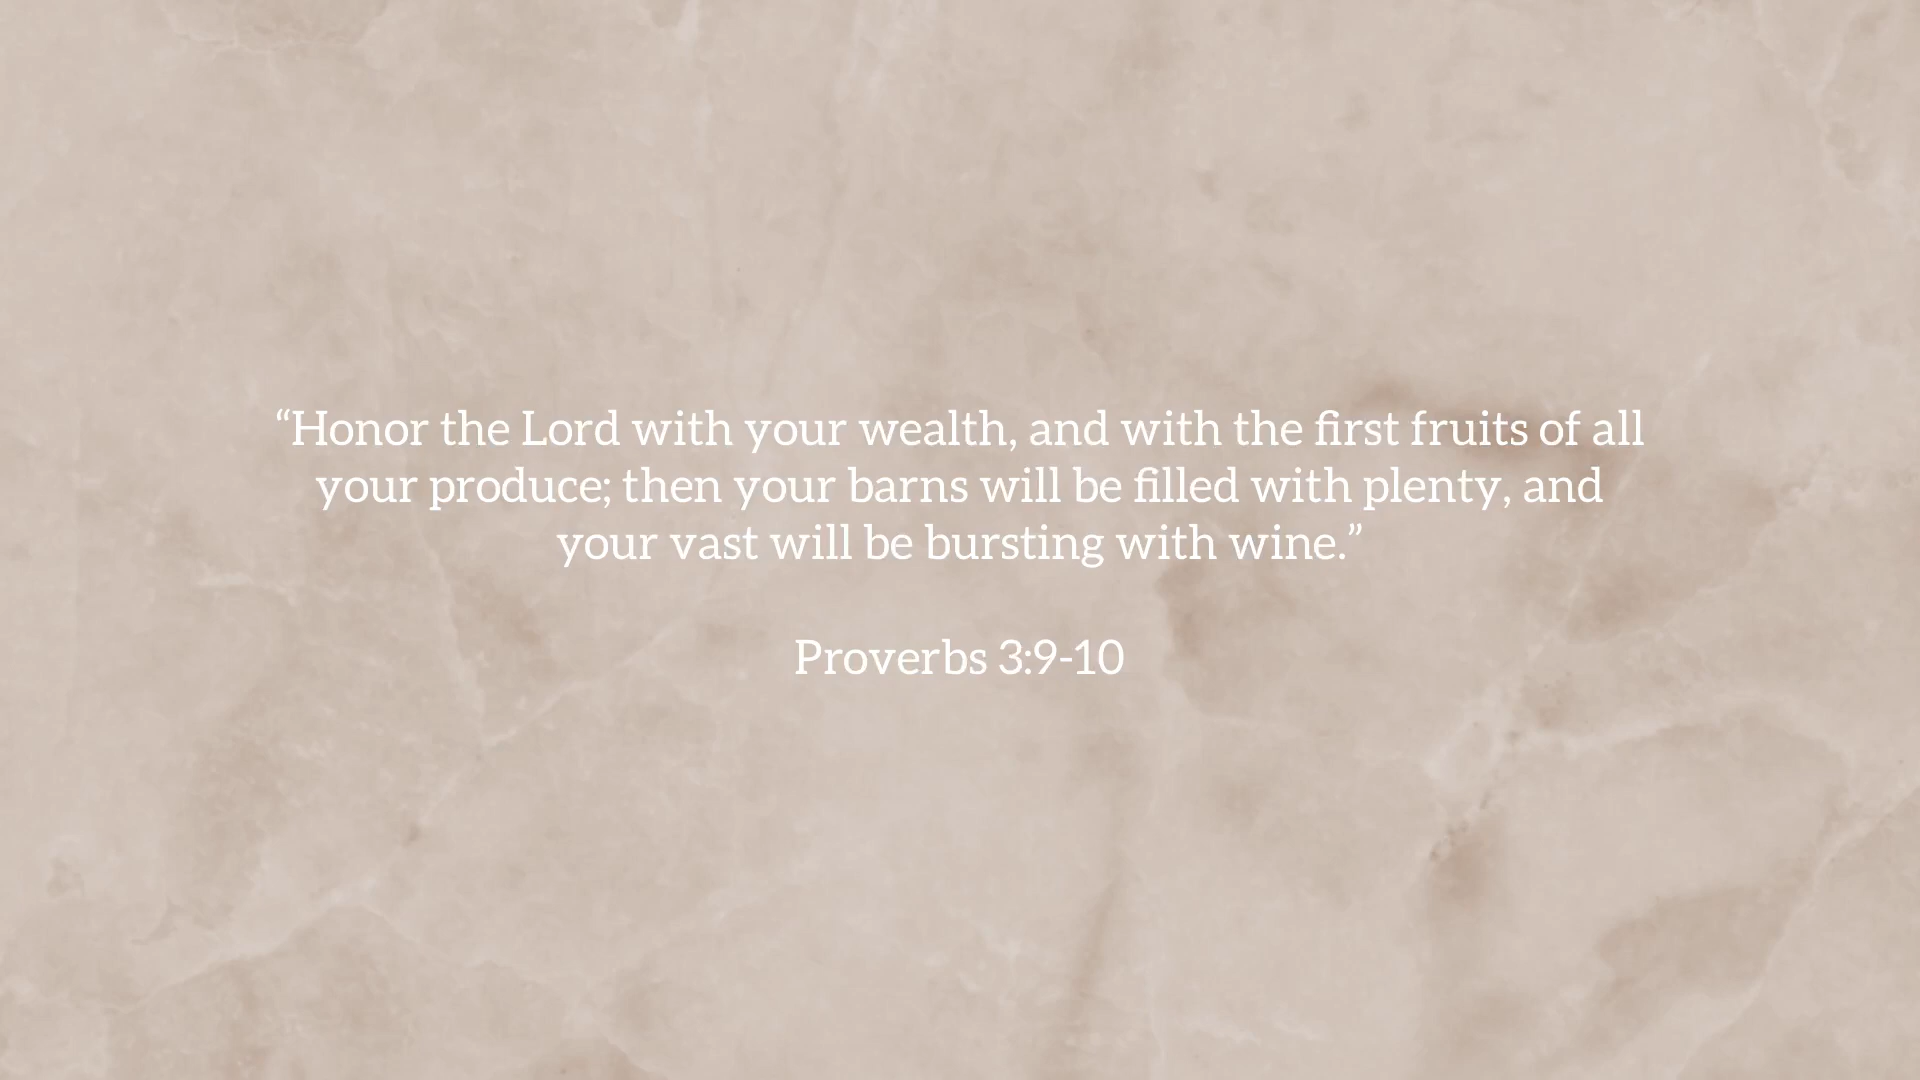 “Honor the Lord with your wealth, and with the first fruits of all
your produce; then your barns will be filled with plenty, and
your vast will be bursting with wine.”
Proverbs 3:9-10